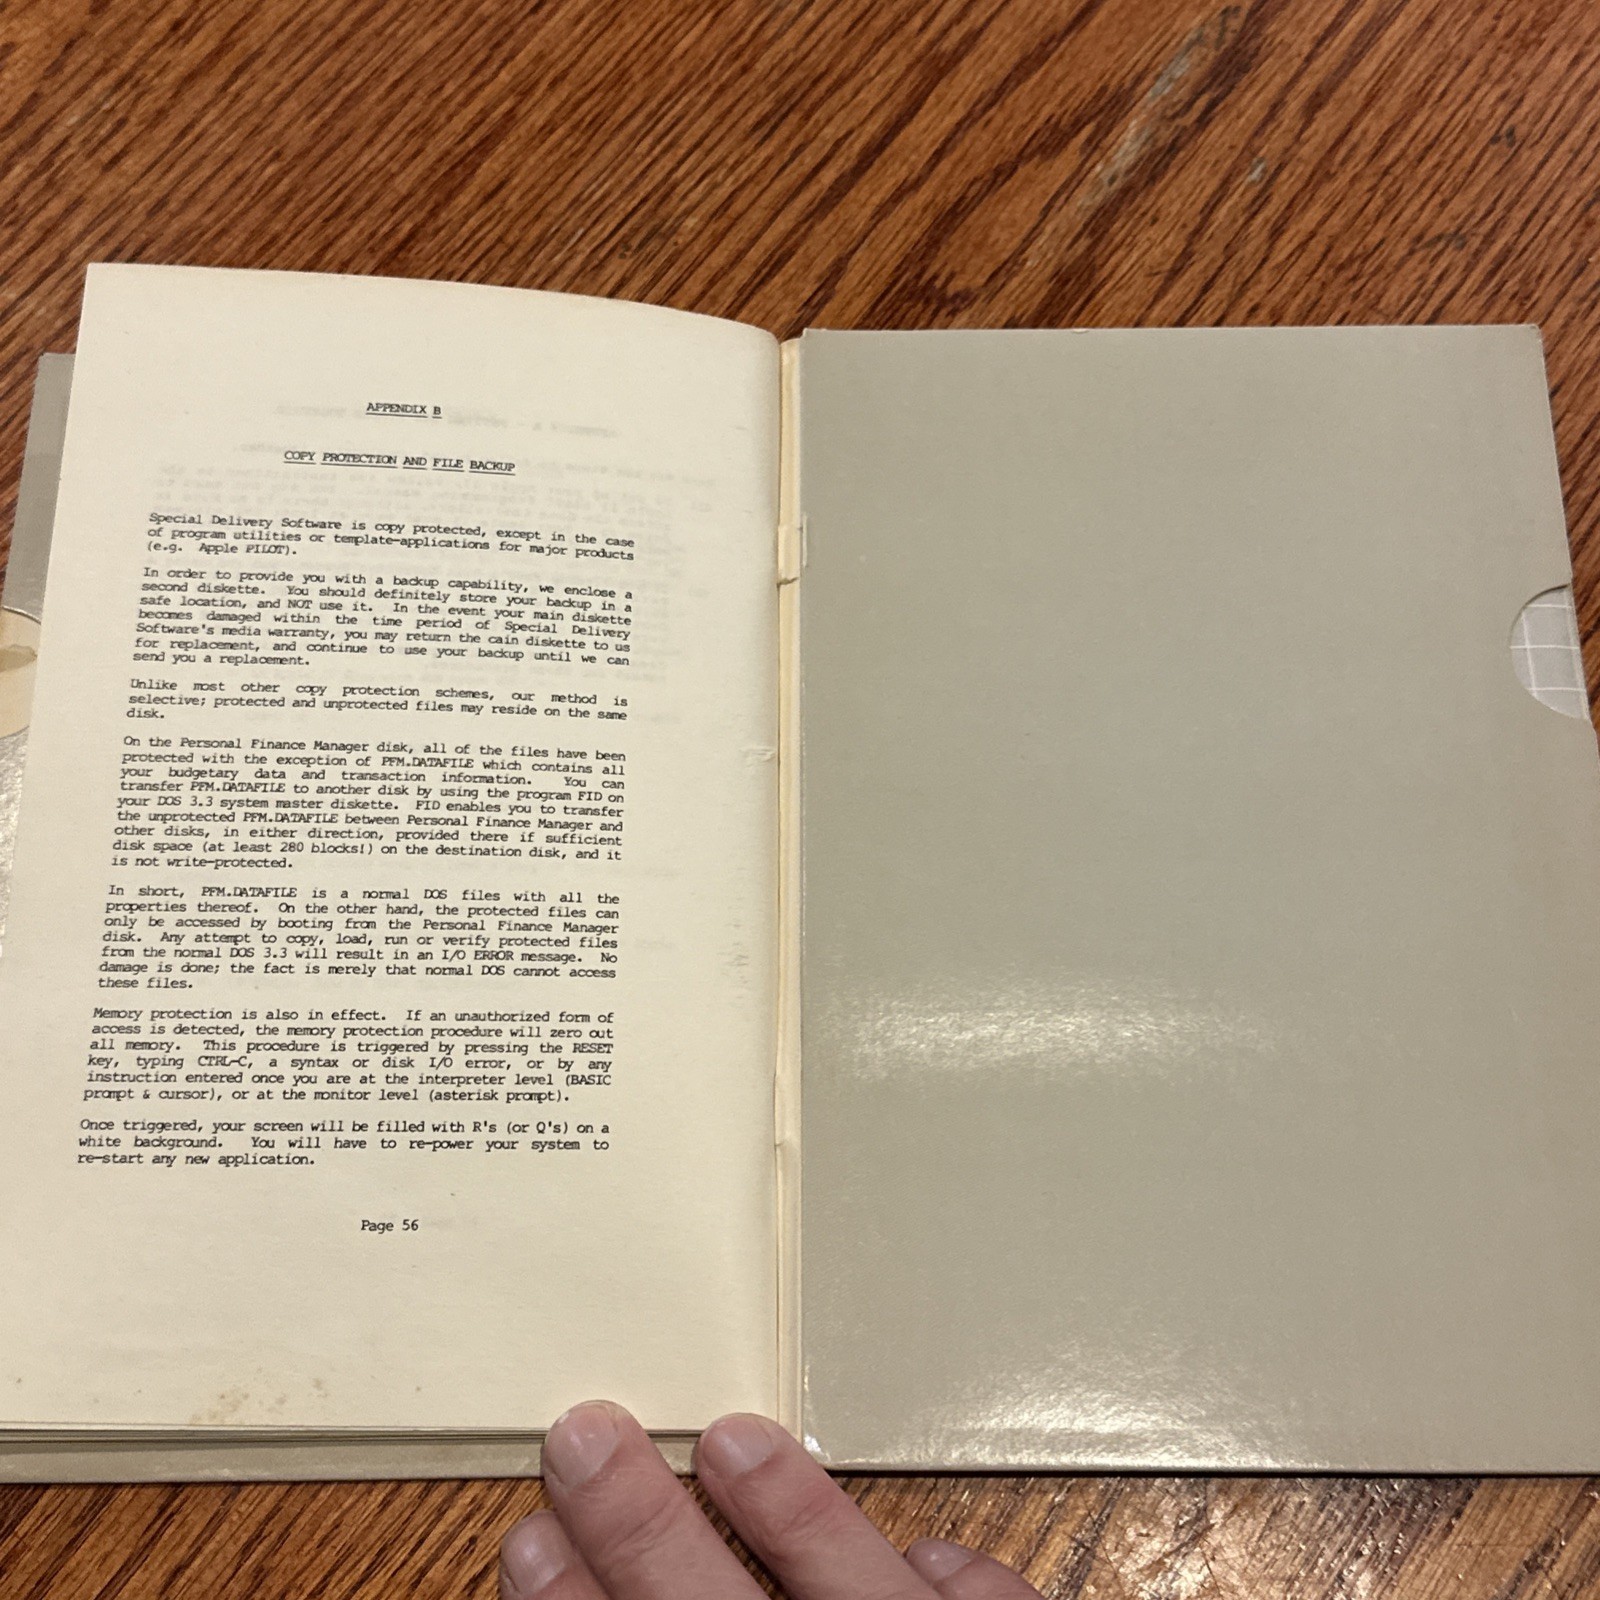 APPENDIX B
COPY PROTECTION AND FILE BACKUP
Special Delivery Software is copy protected, except in the case
of program utilities or template-applications for major products
(e.g. Apple PILOT).
In order to provide you with a backup capability, we enclose a
second diskette. You should definitely store your backup in a
safe location, and NOT use it. In the event your main diskette
becomes damaged within the time period of Special Delivery
Software's media warranty, you may return the cain diskette to us
for replacement, and continue to use your backup until we can
send you a replacement.
Unlike most other copy protection schemes, our method is
selective; protected and unprotected files may reside on the same
disk.
On the Personal Finance Manager disk, all of the files have been
protected with the exception of PFM.DATAFILE which contains all
your budgetary data and transaction information. You can
transfer PFM.DATAFILE to another disk by using the program FID on
your DOS 3.3 system master diskette. FID enables you to transfer
the unprotected PFM.DATAFILE between Personal Finance Manager and
other disks, in either direction, provided there if sufficient
disk space (at least 280 blocks!) on the destination disk, and it
is not write-protected.
In short, PFM.DATAFILE is a normal DOS files with all the
properties thereof. On the other hand, the protected files can
only be accessed by booting from the Personal Finance Manager
disk. Any attempt to copy, load, run or verify protected files
from the normal DOS 3.3 will result in an I/O ERROR message. No
damage is done; the fact is merely that normal DOS cannot access
these files.
Memory protection is also in effect. If an unauthorized form of
access is detected, the memory protection procedure will zero out
all memory. This procedure is triggered by pressing the RESET
key, typing CTRL-C, a syntax or disk I/O error, or by any
instruction entered once you are at the interpreter level (BASIC
prompt & cursor), or at the monitor level (asterisk prompt).
Once triggered, your screen will be filled with R's (or Q's) on a
white background. You will have to re-power your system to
re-start any new application.
Page 56